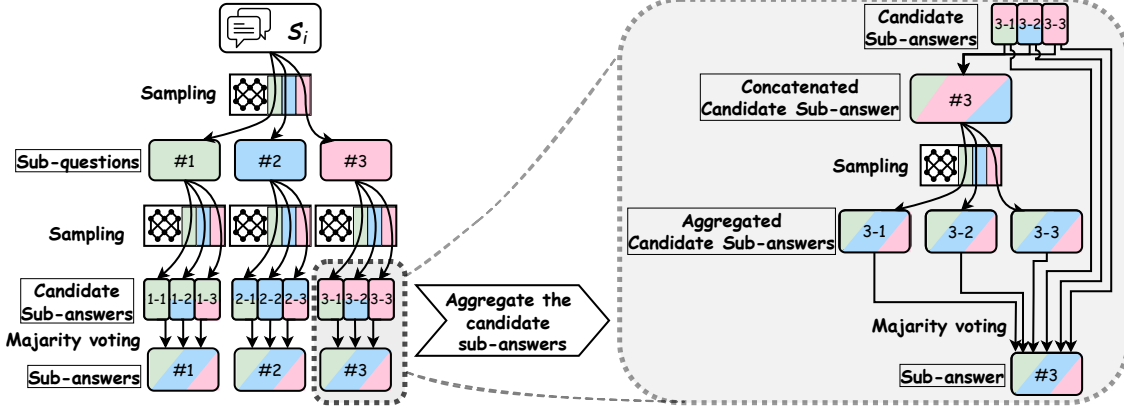 S_i
Sampling
Sub-questions
#1
#2
#3
Sampling
Candidate
Sub-answers
1-1
1-2
1-3
2-1
2-2
2-3
3-1
3-2
3-3
Majarity voting
Sub-answers
#1
#2
#3
Aggregate the
candidate
sub-answers
Candidate
Sub-answers
3-1
3-2
3-3
Concatenated
Candidate Sub-answer
#3
Sampling
Aggregated
Candidate Sub-answers
3-1
3-2
3-3
Majarity voting
Sub-answer
#3